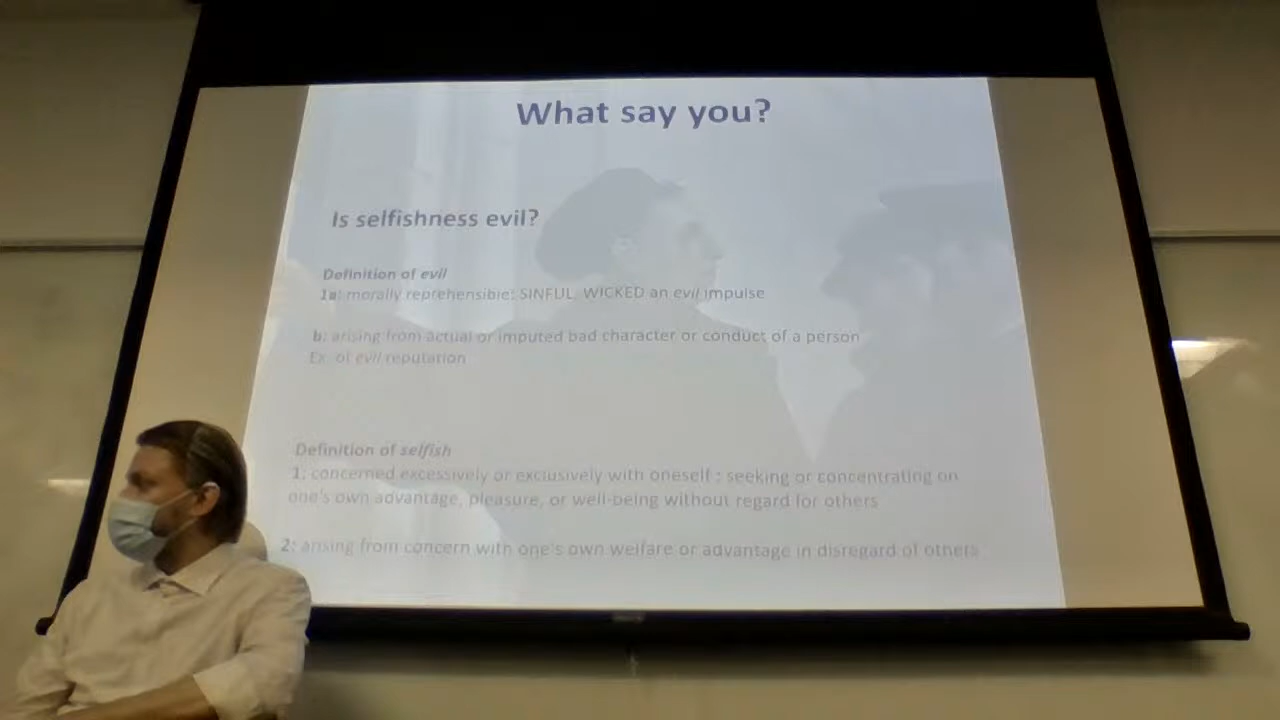 What say you?
Is selfishness evil?
Definition of evil
1a: morally reprehensible: SINFUL, WICKED an evil impulse
b: arising from actual or imputed bad character or conduct of a person
Ex. of evil reputation
Definition of selfish
1: concerned excessively or exclusively with oneself : seeking or concentrating on
one's own advantage, pleasure, or well-being without regard for others
2: arising from concern with one's own welfare or advantage in disregard of others